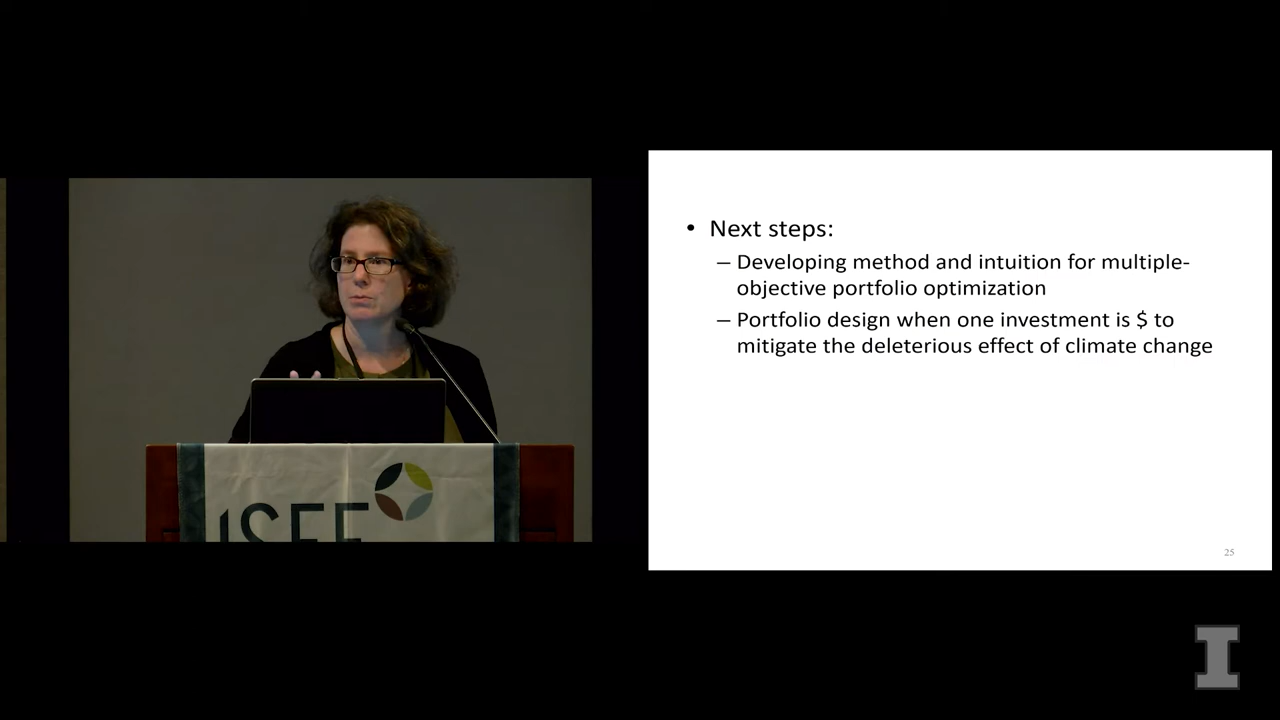 • Next steps:
– Developing method and intuition for multiple-
objective portfolio optimization
– Portfolio design when one investment is $ to
mitigate the deleterious effect of climate change
25
iSEE
I